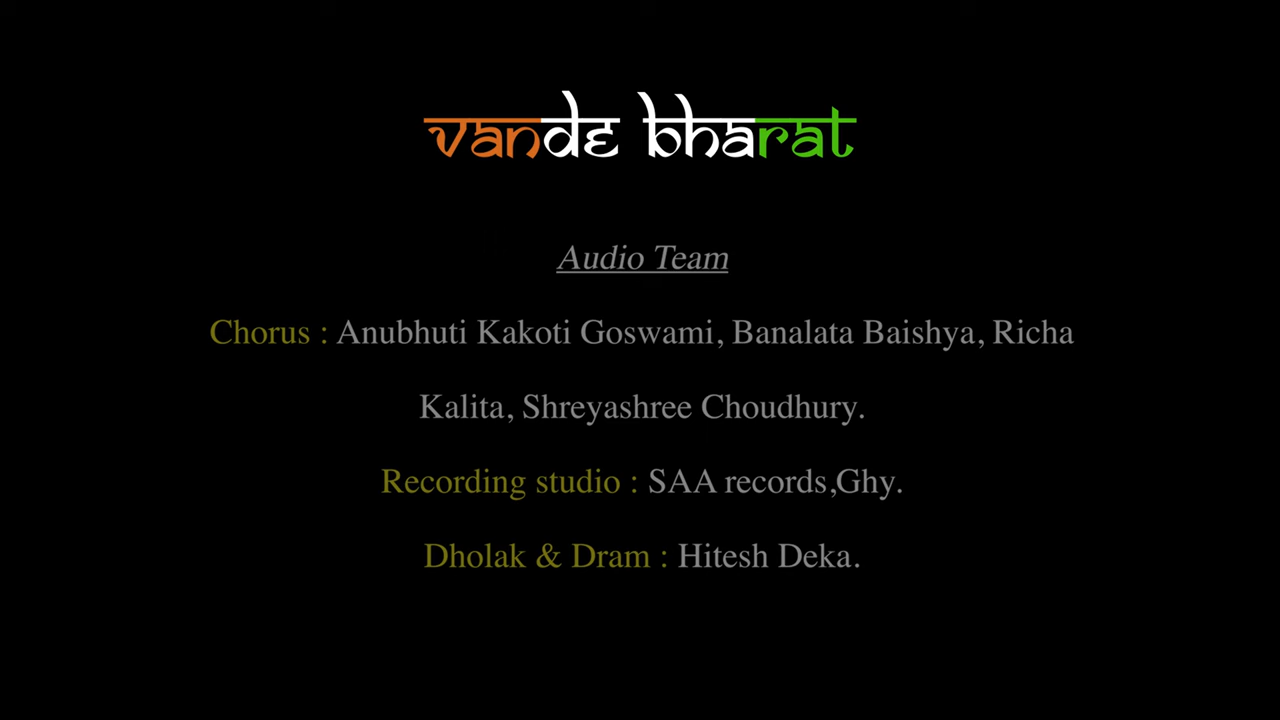 vande bharat
Audio Team
Chorus : Anubhuti Kakoti Goswami, Banalata Baishya, Richa
Kalita, Shreyashree Choudhury.
Recording studio : SAA records,Ghy.
Dholak & Dram : Hitesh Deka.